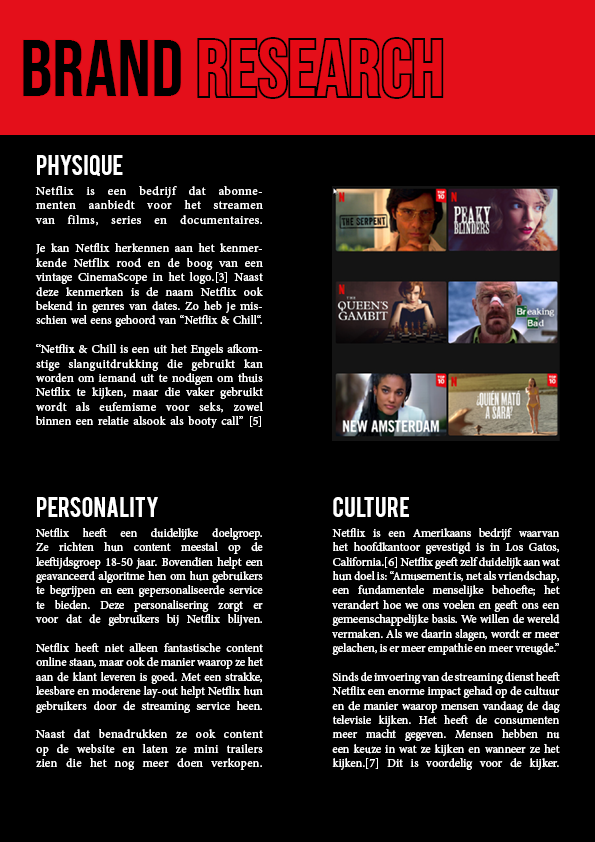 BRAND RESEARCH
PHYSIQUE
Netflix is een bedrijf dat abonne-
menten aanbiedt voor het streamen
van films, series en documentaires.
Je kan Netflix herkennen aan het kenmer-
kende Netflix rood en de boog van een
vintage CinemaScope in het logo.[3] Naast
deze kenmerken is de naam Netflix ook
bekend in genres van dates. Zo heb je mis-
schien wel eens gehoord van “Netflix & Chill“.
“Netflix & Chill is een uit het Engels afkom-
stige slanguitdrukking die gebruikt kan
worden om iemand uit te nodigen om thuis
Netflix te kijken, maar die vaker gebruikt
wordt als eufemisme voor seks, zowel
binnen een relatie alsook als booty call” [5]
N
TOP
10
THE SERPENT
N
PEAKY
BLINDERS
N
THE
QUEEN'S
GAMBIT
Breaking
Bad
TOP
10
NEW AMSTERDAM
N
TOP
10
¿QUIÉN MATÓ
A SARA?
PERSONALITY
Netflix heeft een duidelijke doelgroep.
Ze richten hun content meestal op de
leeftijdsgroep 18-50 jaar. Bovendien helpt een
geavanceerd algoritme hen om hun gebruikers
te begrijpen en een gepersonaliseerde service
te bieden. Deze personalisering zorgt er
voor dat de gebruikers bij Netflix blijven.
Netflix heeft niet alleen fantastische content
online staan, maar ook de manier waarop ze het
aan de klant leveren is goed. Met een strakke,
leesbare en moderene lay-out helpt Netflix hun
gebruikers door de streaming service heen.
Naast dat benadrukken ze ook content
op de website en laten ze mini trailers
zien die het nog meer doen verkopen.
CULTURE
Netflix is een Amerikaans bedrijf waarvan
het hoofdkantoor gevestigd is in Los Gatos,
California.[6] Netflix geeft zelf duidelijk aan wat
hun doel is: “Amusement is, net als vriendschap,
een fundamentele menselijke behoefte; het
verandert hoe we ons voelen en geeft ons een
gemeenschappelijke basis. We willen de wereld
vermaken. Als we daarin slagen, wordt er meer
gelachen, is er meer empathie en meer vreugde.”
Sinds de invoering van de streaming dienst heeft
Netflix een enorme impact gehad op de cultuur
en de manier waarop mensen vandaag de dag
televisie kijken. Het heeft de consumenten
meer macht gegeven. Mensen hebben nu
een keuze in wat ze kijken en wanneer ze het
kijken.[7] Dit is voordelig voor de kijker.